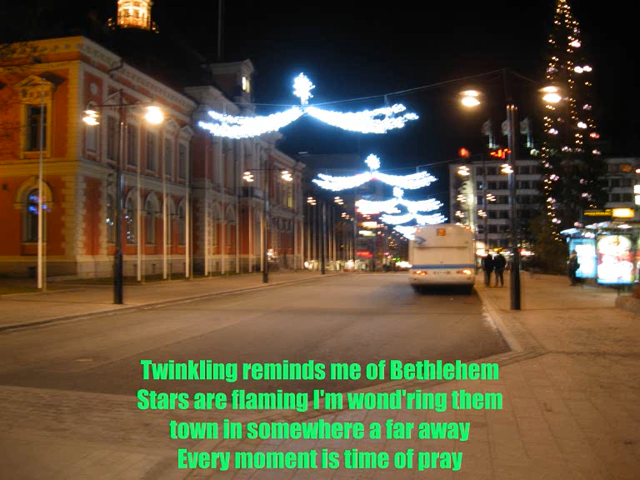 Twinkling reminds me of Bethlehem
Stars are flaming I'm wond'ring them
town in somewhere a far away
Every moment is time of pray